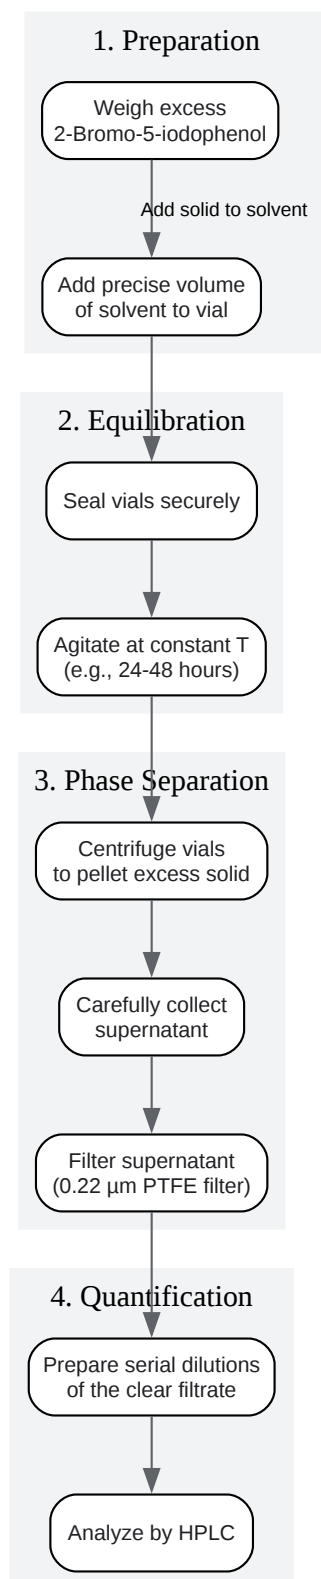 1. Preparation
Weigh excess
2-Bromo-5-iodophenol
Add solid to solvent
Add precise volume
of solvent to vial
2. Equilibration
Seal vials securely
Agitate at constant T
(e.g., 24-48 hours)
3. Phase Separation
Centrifuge vials
to pellet excess solid
Carefully collect
supernatant
Filter supernatant
(0.22 µm PTFE filter)
4. Quantification
Prepare serial dilutions
of the clear filtrate
Analyze by HPLC